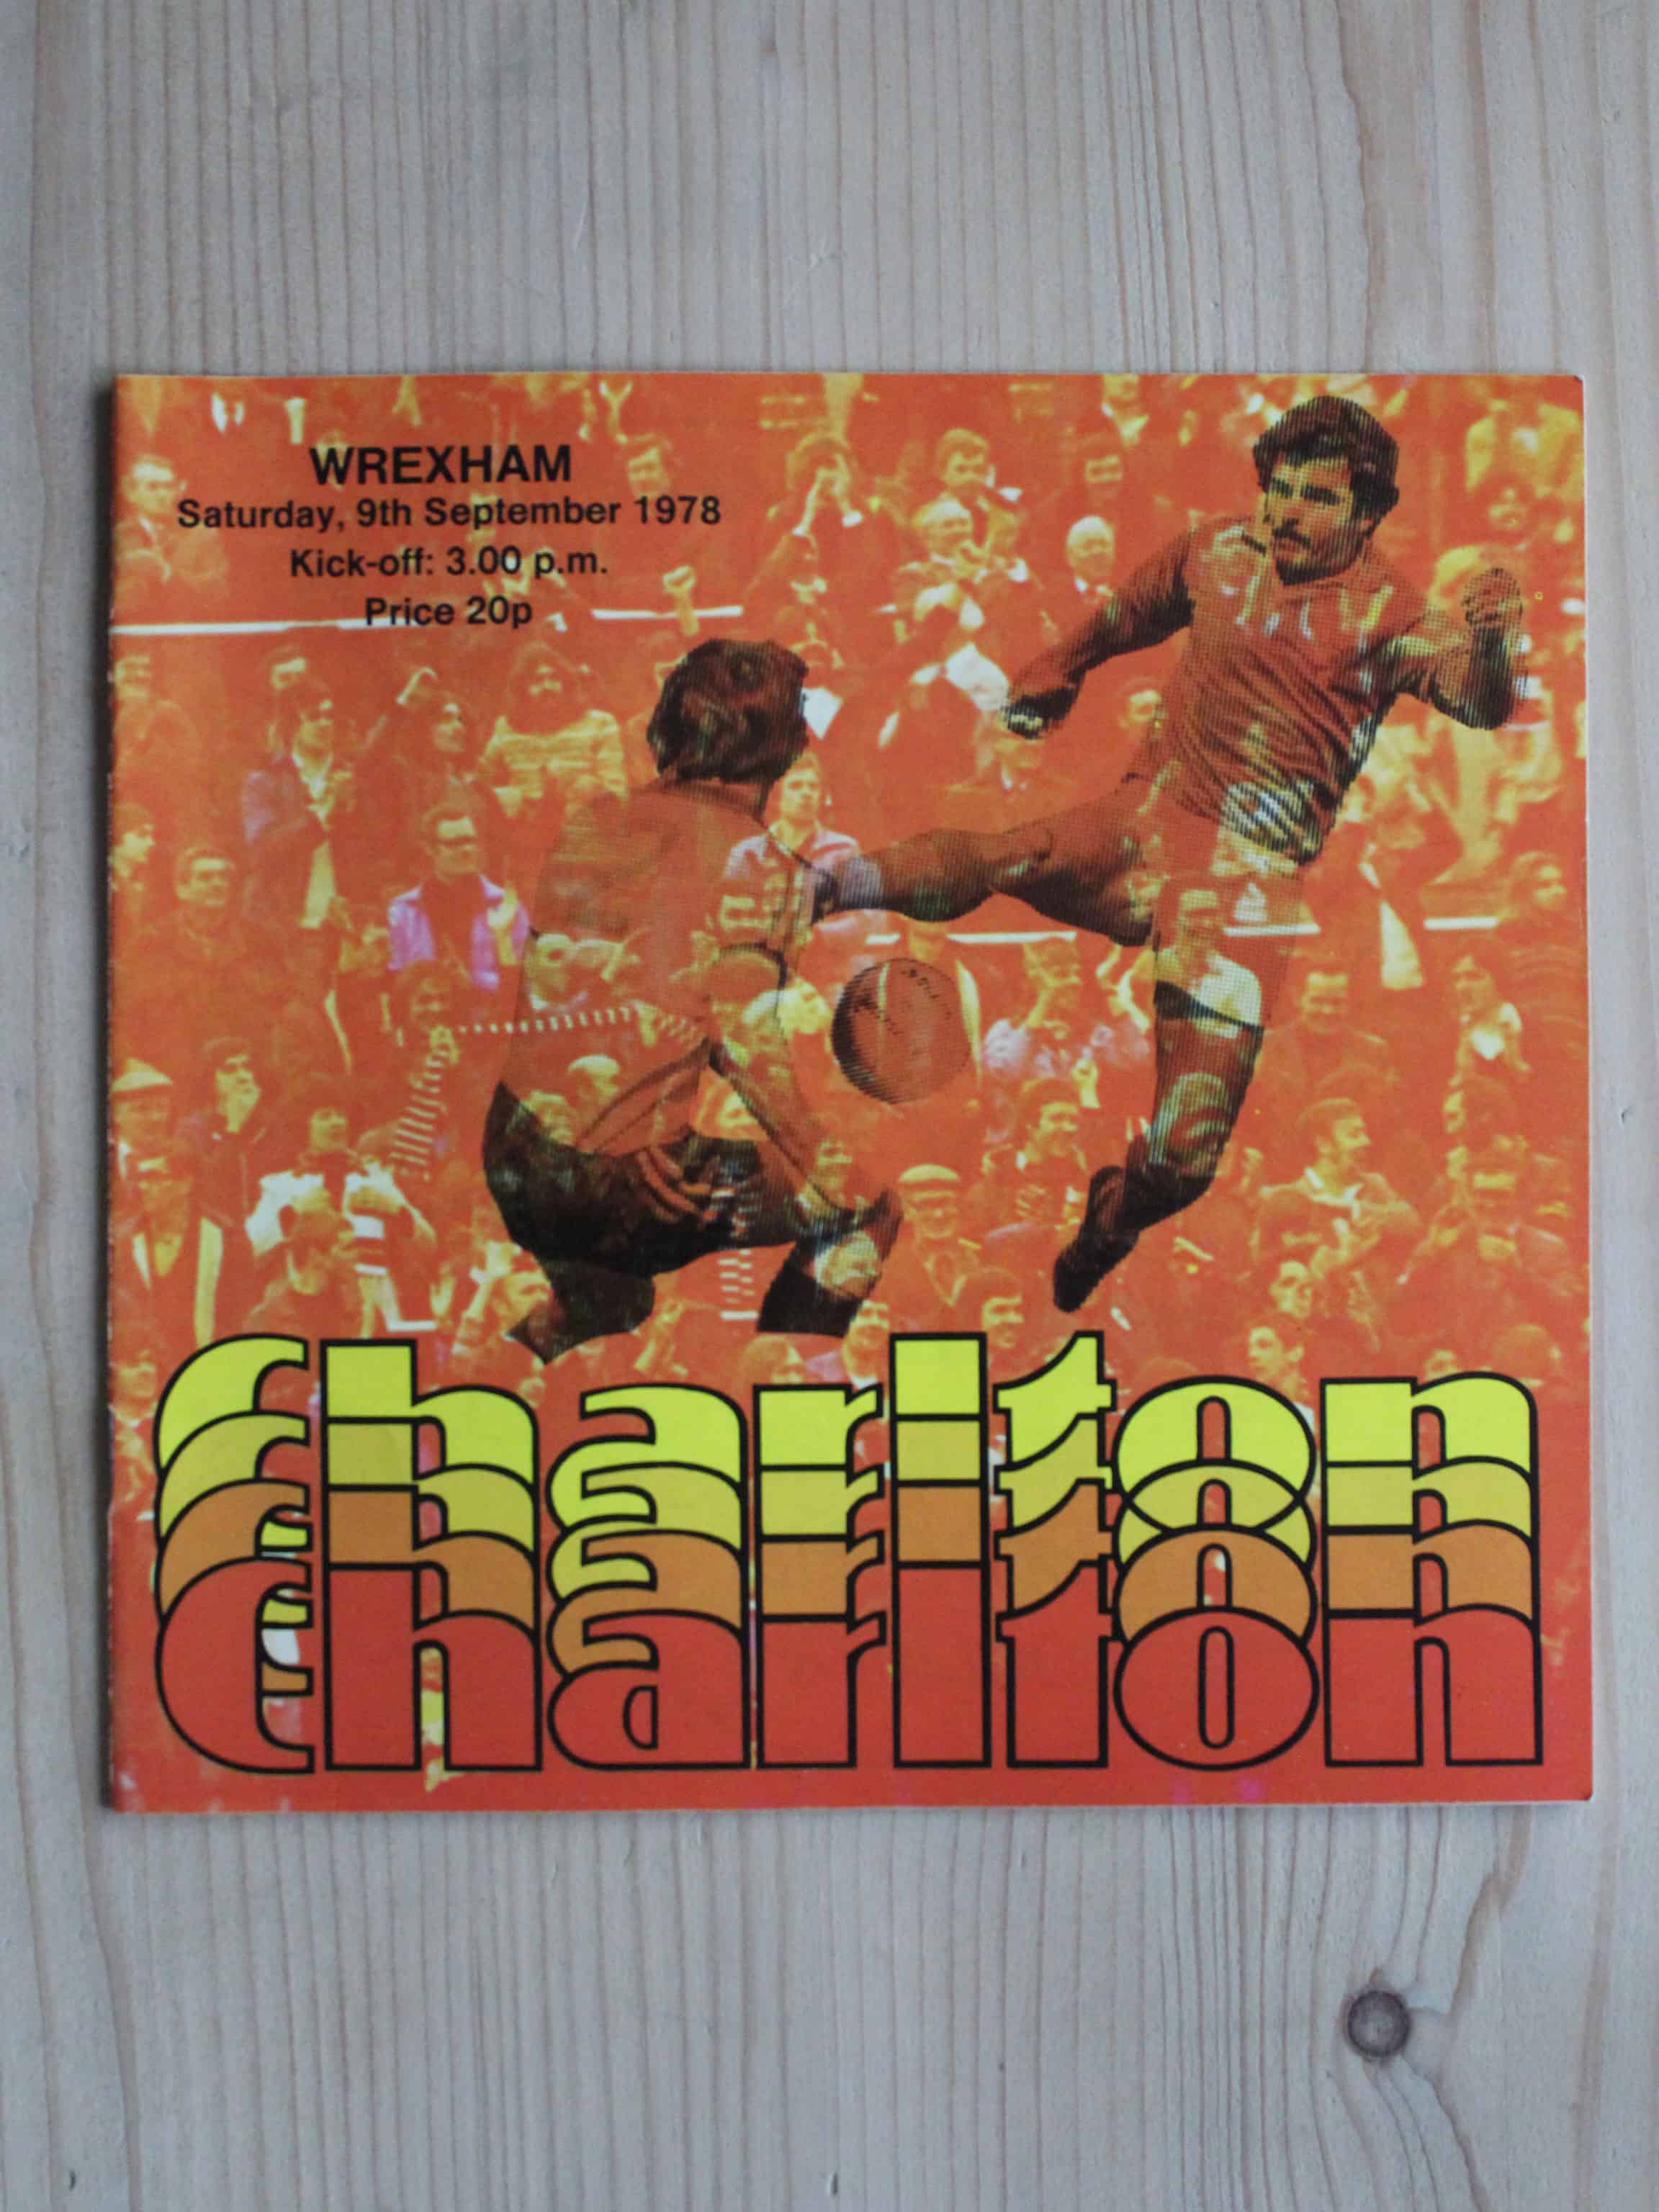 WREXHAM
Saturday, 9th September 1978
Kick-off: 3.00 p.m.
Price 20p
Charlton
Charlton
Charlton
Charlton